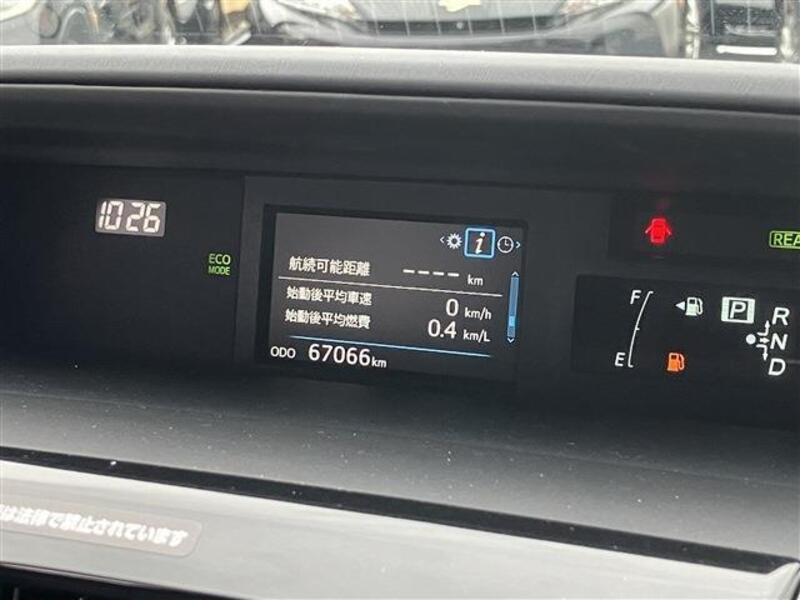 10:26
ECO
MODE
i
航続可能距離 ---- km
始動後平均車速 0 km/h
始動後平均燃費 0.4 km/L
ODO 67066 km
REA
F
E
P
R
N
D
は法律で禁止されています